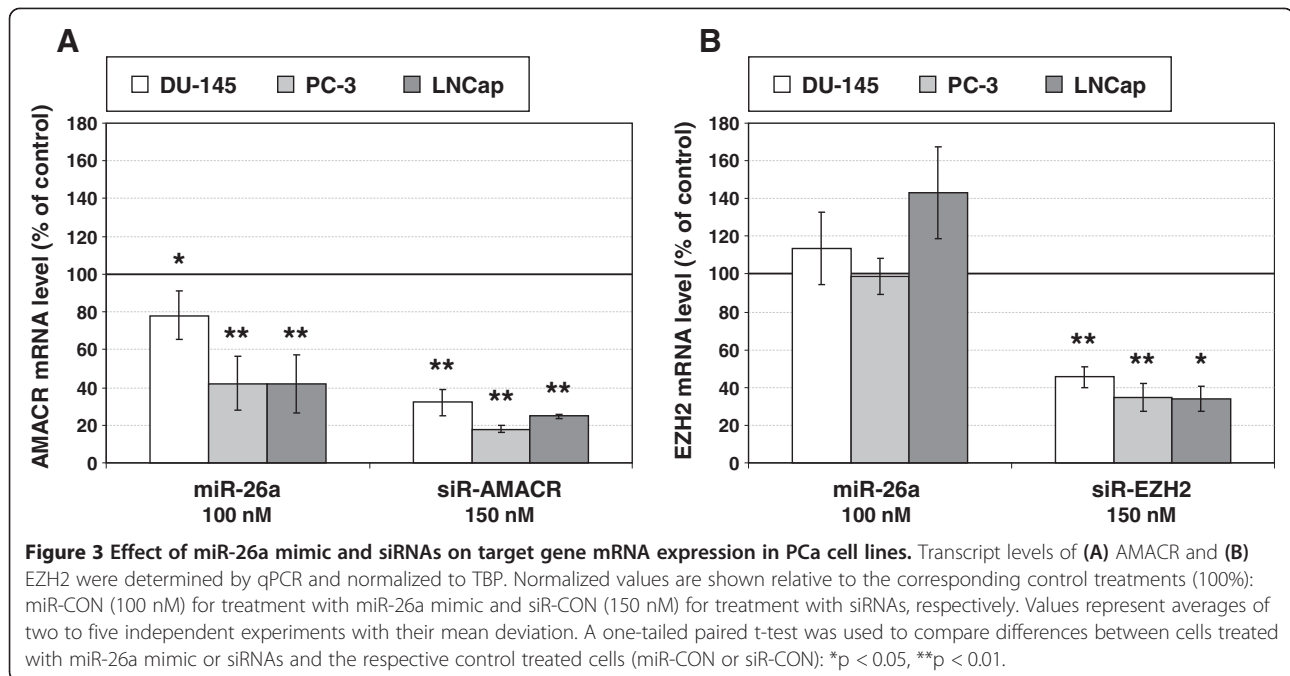 A
DU-145 PC-3 LNCap
AMACR mRNA level (% of control)
180
160
140
120
100
80
60
40
20
0
*
**
**
**
**
**
miR-26a
100 nM
siR-AMACR
150 nM
B
DU-145 PC-3 LNCap
EZH2 mRNA level (% of control)
180
160
140
120
100
80
60
40
20
0
**
**
*
miR-26a
100 nM
siR-EZH2
150 nM
Figure 3 Effect of miR-26a mimic and siRNAs on target gene mRNA expression in PCa cell lines. Transcript levels of (A) AMACR and (B)
EZH2 were determined by qPCR and normalized to TBP. Normalized values are shown relative to the corresponding control treatments (100%):
miR-CON (100 nM) for treatment with miR-26a mimic and siR-CON (150 nM) for treatment with siRNAs, respectively. Values represent averages of
two to five independent experiments with their mean deviation. A one-tailed paired t-test was used to compare differences between cells treated
with miR-26a mimic or siRNAs and the respective control treated cells (miR-CON or siR-CON): *p < 0.05, **p < 0.01.